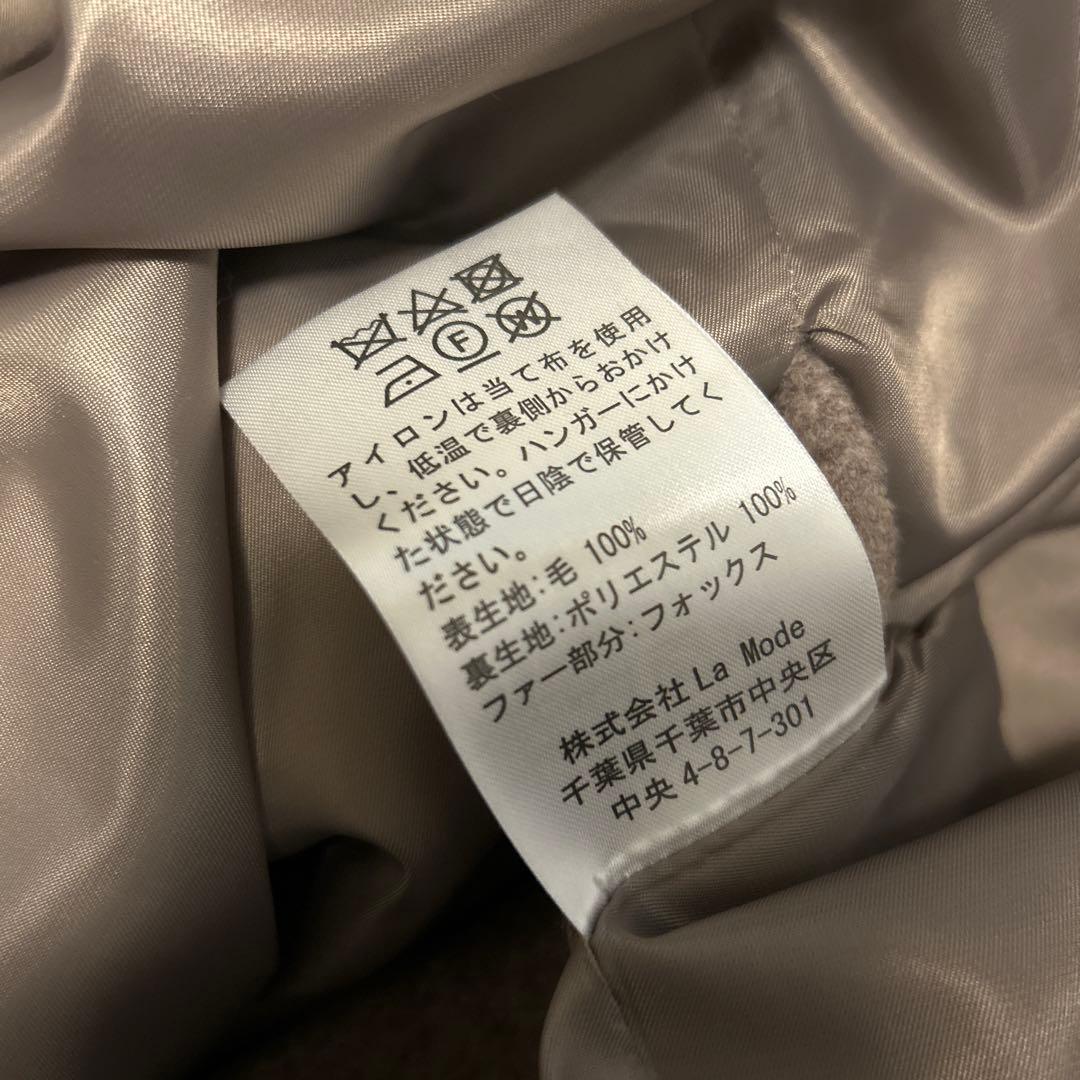 F W
アイロンは当て布を使用
し、低温で裏側からおかけ
ください。ハンガーにかけ
た状態で日陰で保管してく
ださい。
表生地:毛 100%
裏生地:ポリエステル 100%
ファー部分:フォックス
株式会社 La Mode
千葉県千葉市中央区
中央 4-8-7-301